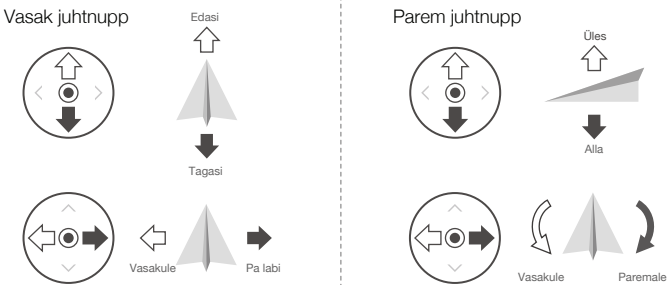 Vasak juhtnupp
Edasi
Tagasi
Vasakule
Pa labi
Parem juhtnupp
Üles
Alla
Vasakule
Paremale